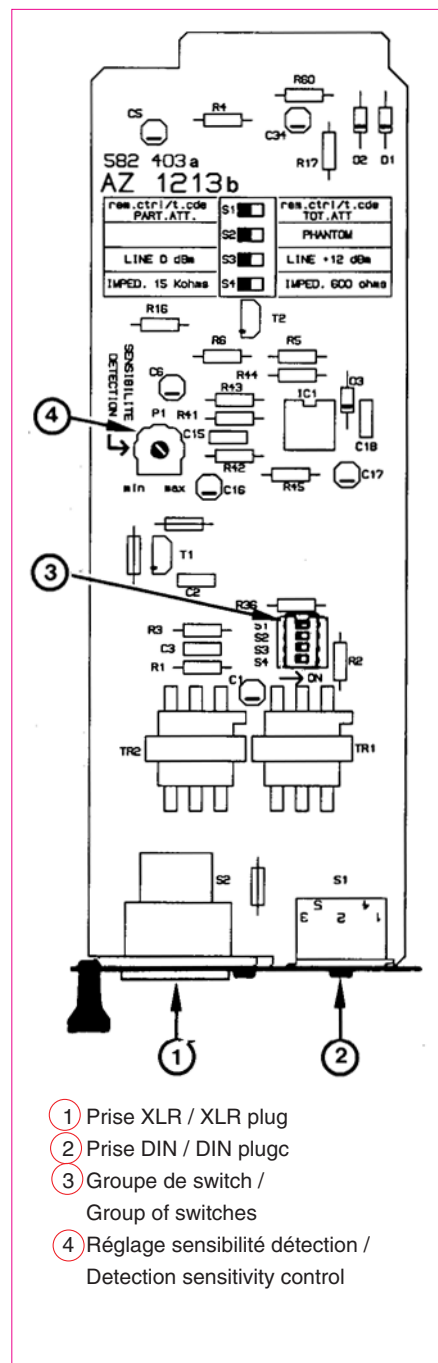 R60
C5
R4
C34
R17
D2
D1
582 403a
AZ 1213b
rem.ctrl/t.cde
PART.ATT.
S1
rem.ctrl/t.cde
TOT.ATT
S2
PHANTOM
LINE 0 dBm
S3
LINE +12 dBm
IMPED. 15 Kohms
S4
IMPED. 600 ohms
R16
T2
R6
R5
R44
SENSIBILITE
DETECTION
C6
R43
D3
IC1
4
P1
R41
C15
R42
C18
min
max
C16
R45
C17
T1
3
C2
R36
R3
S1
S2
C3
S3
R1
S4
R2
C1
ON
TR2
TR1
S2
S1
3 5 2 4 1
1
2
1 Prise XLR / XLR plug
2 Prise DIN / DIN plugc
3 Groupe de switch /
Group of switches
4 Réglage sensibilité détection /
Detection sensitivity control